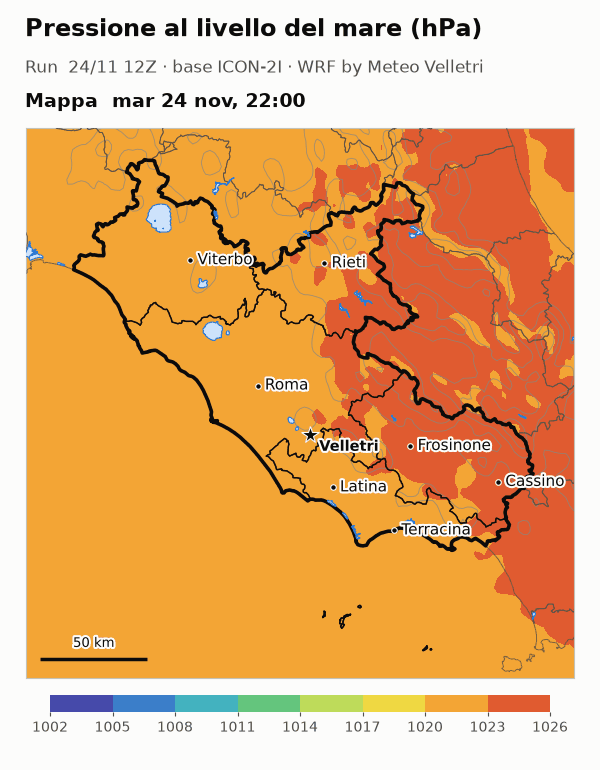 Pressione al livello del mare (hPa)
Run  24/11 12Z · base ICON-2I · WRF by Meteo Velletri
Mappa  mar 24 nov, 22:00
Viterbo
Rieti
Roma
Velletri
Frosinone
Latina
Cassino
Terracina
50 km
1002 1005 1008 1011 1014 1017 1020 1023 1026